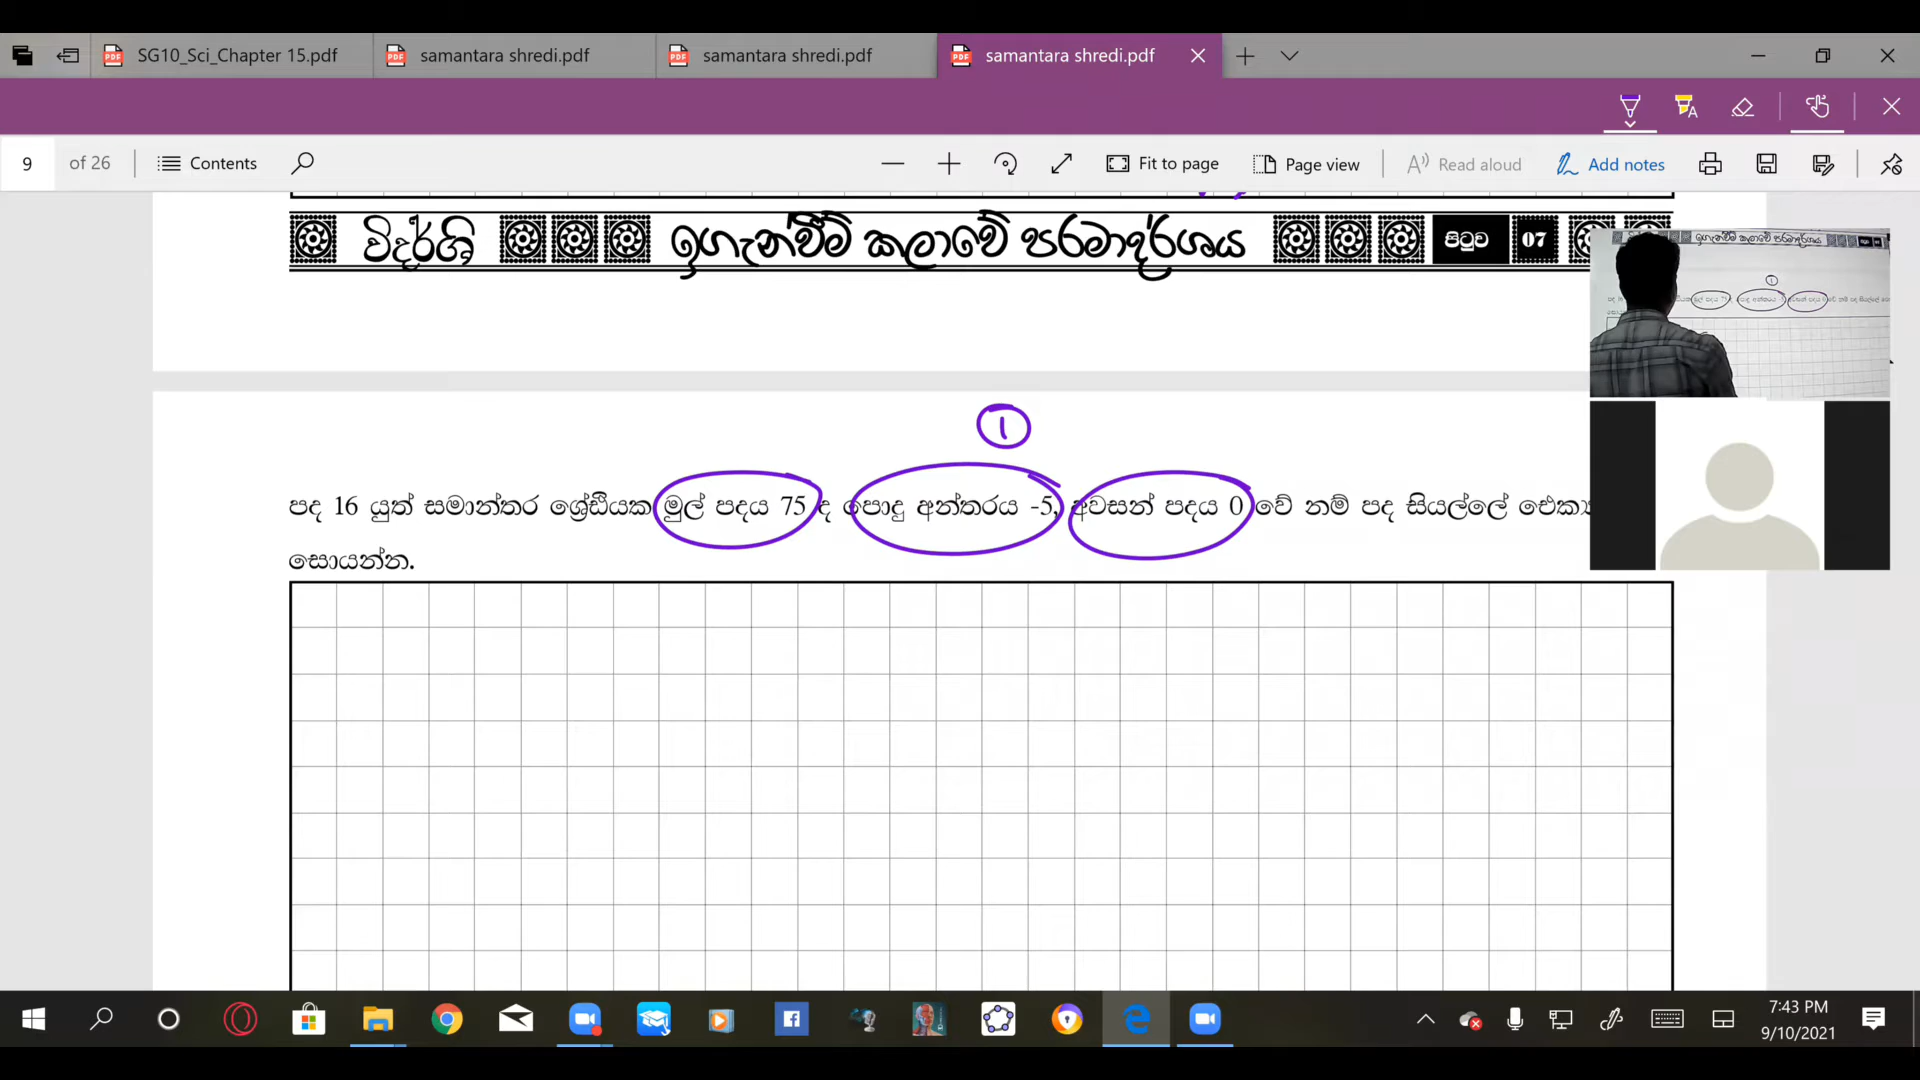 SG10_Sci_Chapter 15.pdf
samantara shredi.pdf
samantara shredi.pdf
samantara shredi.pdf
9 of 26 Contents Fit to page Page view Read aloud Add notes
විදර්ශි ඉගැන්වීම් කලාවේ පරමාදර්ශය පිටුව 07
1
පද 16 යුත් සමාන්තර ශ්‍රේඪියක මුල් පදය 75 ද පොදු අන්තරය -5, අවසන් පදය 0 වේ නම් පද සියල්ලේ
සොයන්න.
7:43 PM
9/10/2021